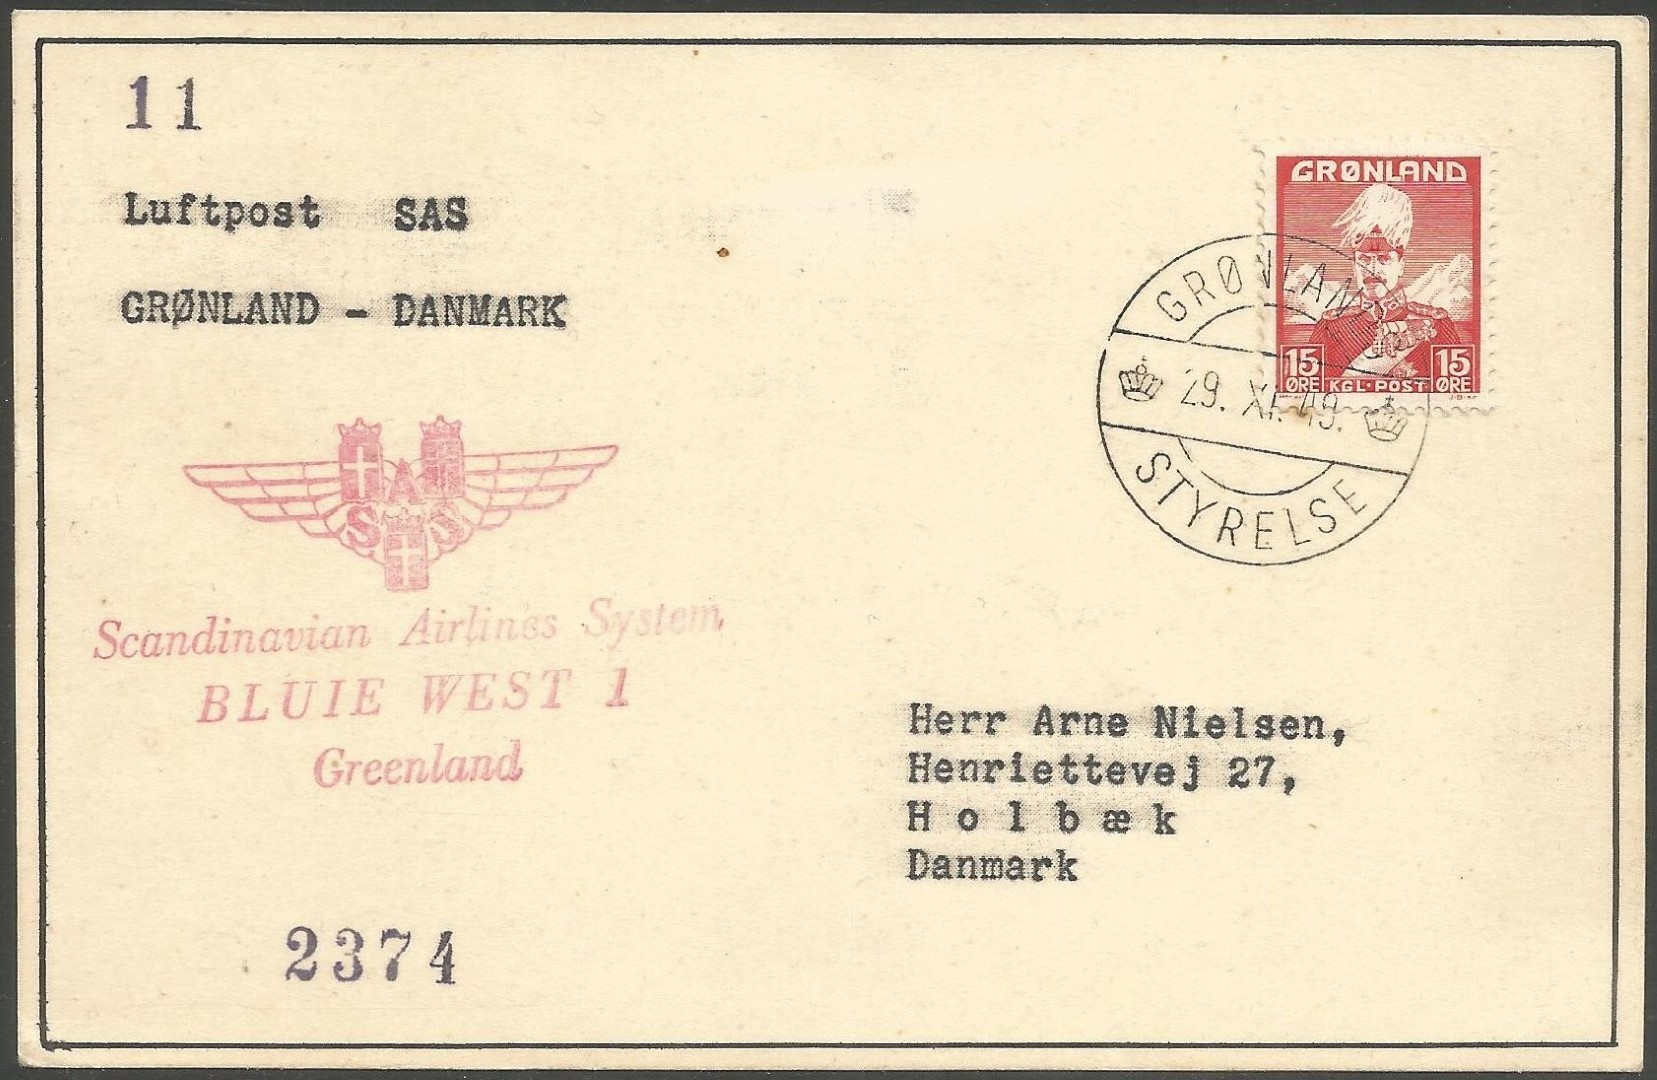 11
Luftpost SAS
GRØNLAND - DANMARK
GRØNLAND
15 ØRE KGL·POST 15 ØRE
GRØNLANDS
29. XI. 49.
STYRELSE
S A S
Scandinavian Airlines System
BLUIE WEST 1
Greenland
Herr Arne Nielsen,
Henriettevej 27,
Holbæk
Danmark
2374